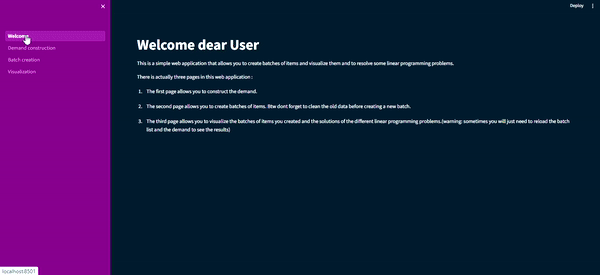 Deploy
Welcome
Demand construction
Batch creation
Visualization
Welcome dear User
This is a simple web application that allows you to create batches of items and visualize them and to resolve some linear programming problems.
There is actually three pages in this web application :
1. The first page allows you to construct the demand.
2. The second page allows you to create batches of items. Btw dont forget to clean the old data before creating a new batch.
3. The third page allows you to visualize the batches of items you created and the solutions of the different linear programming problems.(warning: sometimes you will just need to reload the batch
list and the demand to see the results)
localhost:8501